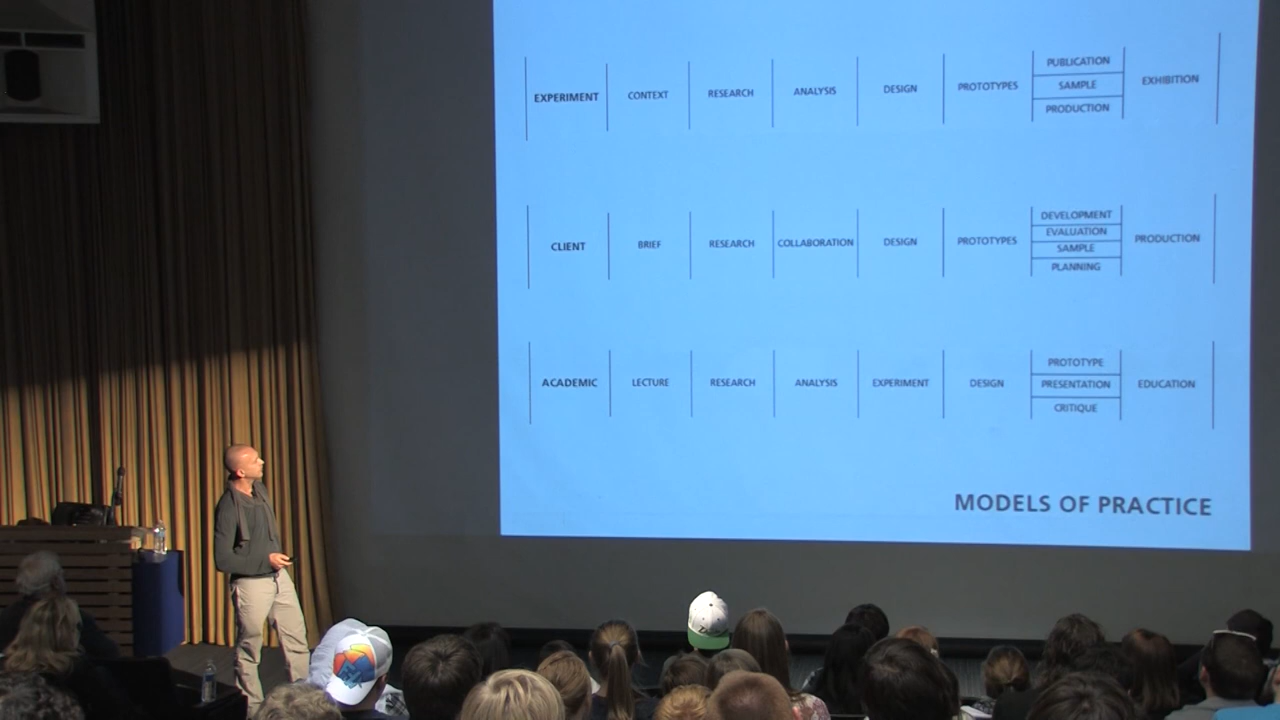 EXPERIMENT CONTEXT RESEARCH ANALYSIS DESIGN PROTOTYPES PUBLICATION SAMPLE PRODUCTION EXHIBITION
CLIENT BRIEF RESEARCH COLLABORATION DESIGN PROTOTYPES DEVELOPMENT EVALUATION SAMPLE PLANNING PRODUCTION
ACADEMIC LECTURE RESEARCH ANALYSIS EXPERIMENT DESIGN PROTOTYPE PRESENTATION CRITIQUE EDUCATION
MODELS OF PRACTICE